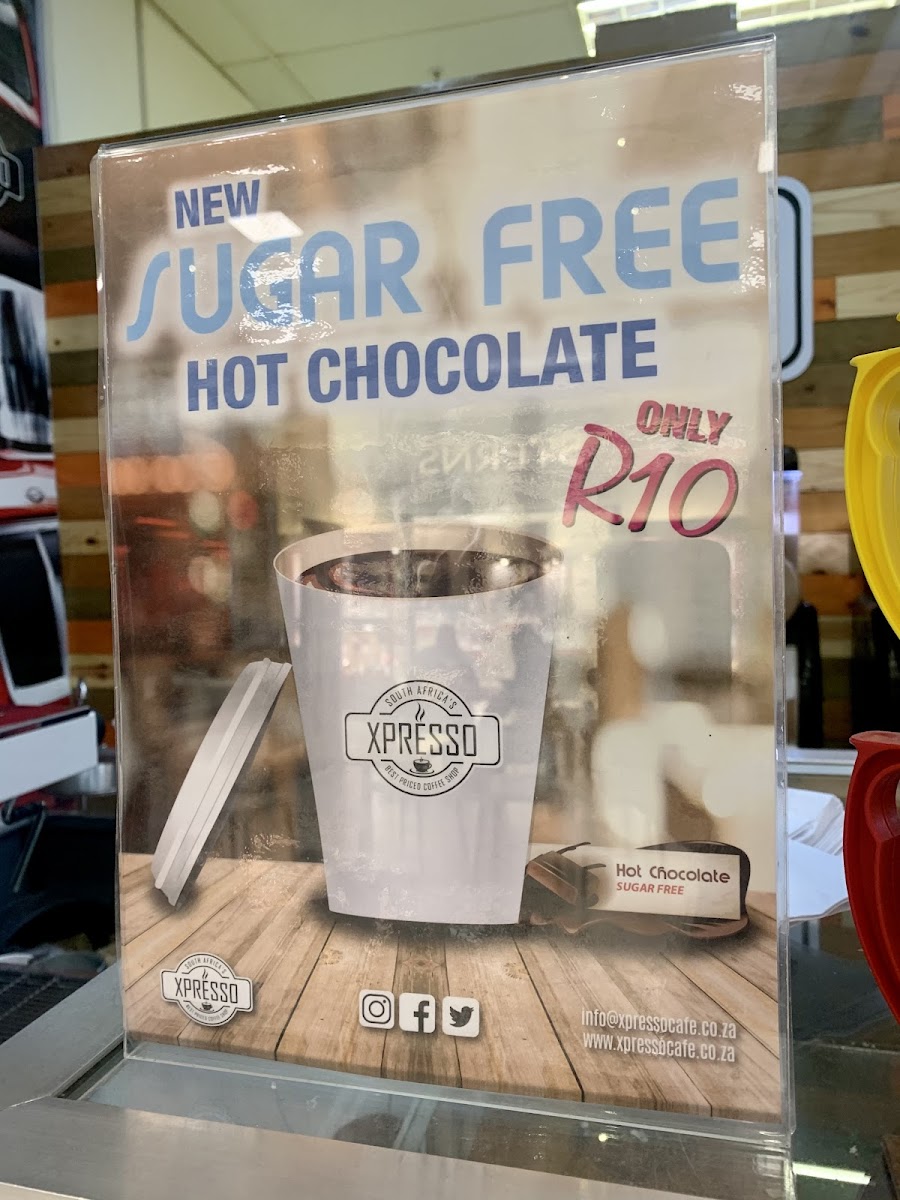 NEW
SUGAR FREE
HOT CHOCOLATE
ONLY
R10
SOUTH AFRICA'S
XPRESSO
BEST PRICED COFFEE SHOP
Hot Chocolate
SUGAR FREE
SOUTH AFRICA'S
XPRESSO
BEST PRICED COFFEE SHOP
info@xpressocafe.co.za
www.xpressocafe.co.za